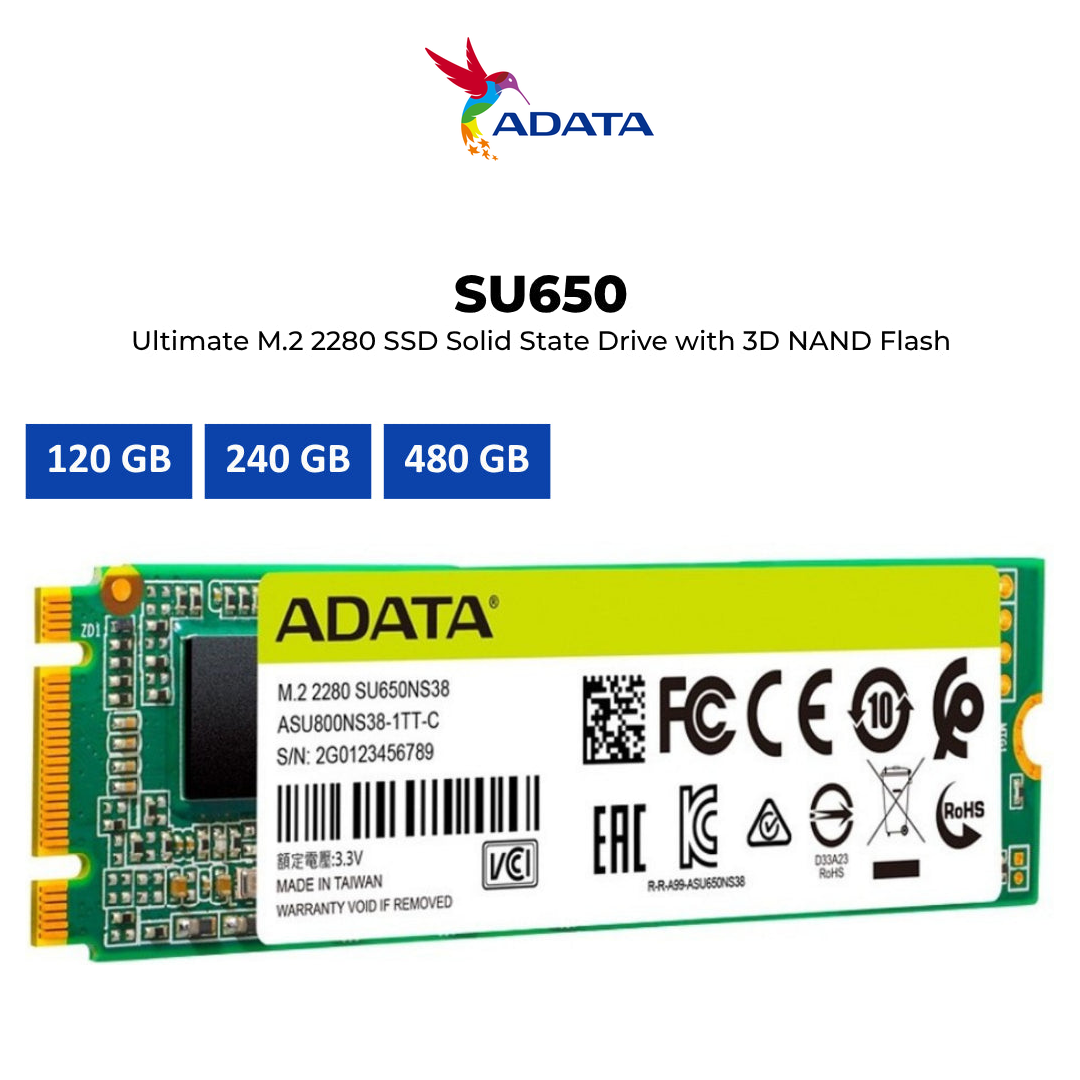 ADATA
SU650
Ultimate M.2 2280 SSD Solid State Drive with 3D NAND Flash
120 GB
240 GB
480 GB
ZD1
ADATA®
M.2 2280 SU650NS38
ASU800NS38-1TT-C
S/N: 2G0123456789
FC CE 10
額定電壓:3.3V
MADE IN TAIWAN
WARRANTY VOID IF REMOVED
VCI
EAC
RoHS
D33A23
RoHS
R-R-A99-ASU650NS38